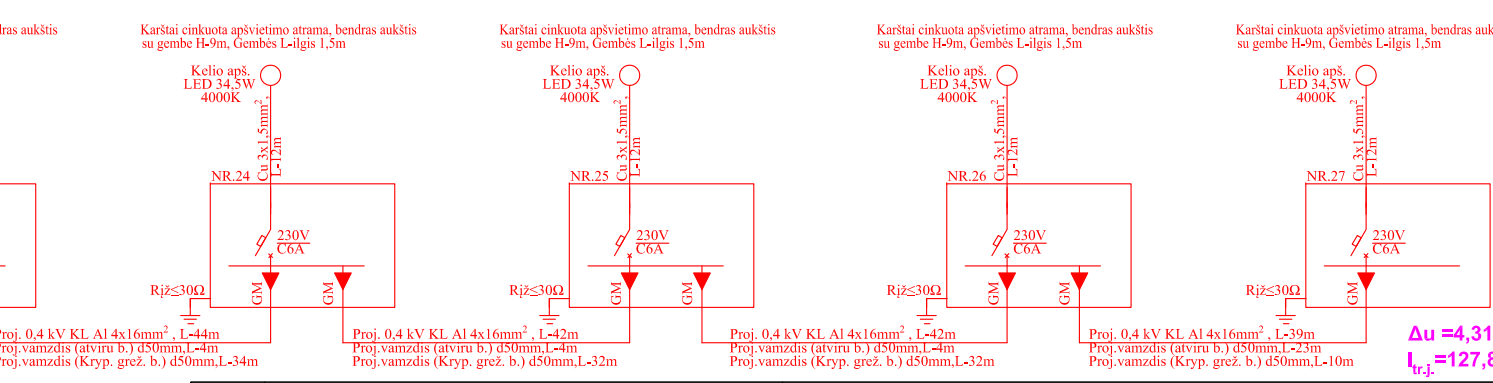 dras aukštis
Karštai cinkuota apšvietimo atrama, bendras aukštis
su gembe H-9m, Gembės L-ilgis 1,5m
Kelio apš.
LED 34,5W
4000K
Cu 3x1,5mm²,
L-12m
NR.24
230V
C6A
Rįž≤30Ω
GM
GM
Karštai cinkuota apšvietimo atrama, bendras aukštis
su gembe H-9m, Gembės L-ilgis 1,5m
Kelio apš.
LED 34,5W
4000K
Cu 3x1,5mm²,
L-12m
NR.25
230V
C6A
Rįž≤30Ω
GM
GM
Karštai cinkuota apšvietimo atrama, bendras aukštis
su gembe H-9m, Gembės L-ilgis 1,5m
Kelio apš.
LED 34,5W
4000K
Cu 3x1,5mm²,
L-12m
NR.26
230V
C6A
Rįž≤30Ω
GM
GM
Karštai cinkuota apšvietimo atrama, bendras auk
su gembe H-9m, Gembės L-ilgis 1,5m
Kelio apš.
LED 34,5W
4000K
Cu 3x1,5mm²,
L-12m
NR.27
230V
C6A
Rįž≤30Ω
GM
Proj. 0,4 kV KL Al 4x16mm² , L-44m
Proj.vamzdis (atviru b.) d50mm,L-4m
Proj.vamzdis (Kryp. grež. b.) d50mm,L-34m
Proj. 0,4 kV KL Al 4x16mm² , L-42m
Proj.vamzdis (atviru b.) d50mm,L-4m
Proj.vamzdis (Kryp. grež. b.) d50mm,L-32m
Proj. 0,4 kV KL Al 4x16mm² , L-42m
Proj.vamzdis (atviru b.) d50mm,L-4m
Proj.vamzdis (Kryp. grež. b.) d50mm,L-32m
Proj. 0,4 kV KL Al 4x16mm² , L-39m
Proj.vamzdis (atviru b.) d50mm,L-23m
Proj.vamzdis (Kryp. grež. b.) d50mm,L-10m
Δu =4,31
Itr.j.=127,8